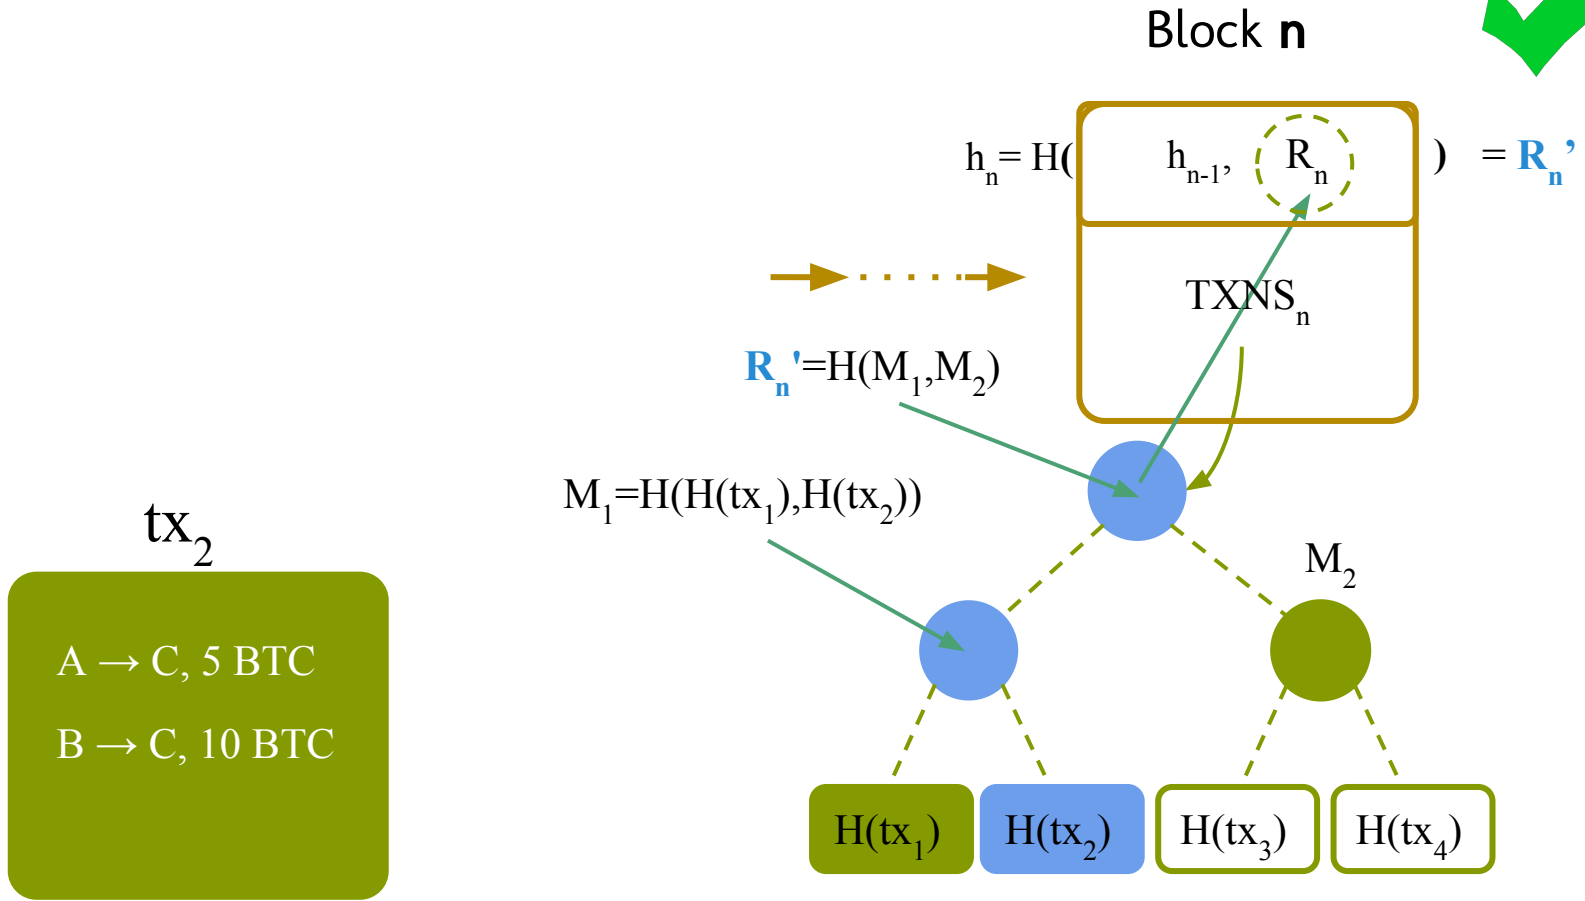 Block n
hₙ= H( hₙ₋₁, Rₙ ) = Rₙ’
TXNSₙ
Rₙ'=H(M₁,M₂)
M₁=H(H(tx₁),H(tx₂))
tx₂
M₂
A → C, 5 BTC
B → C, 10 BTC
H(tx₁) H(tx₂) H(tx₃) H(tx₄)